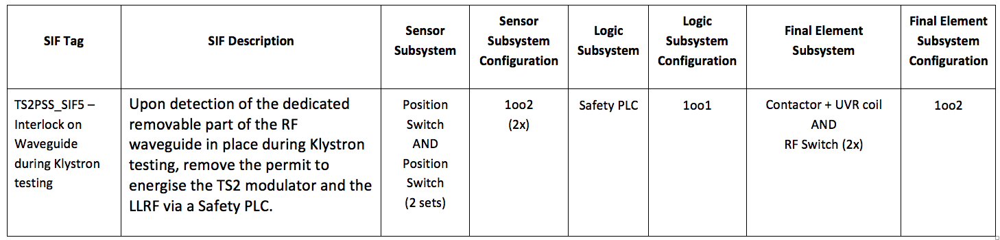 SIF Tag
SIF Description
Sensor
Subsystem
Sensor
Subsystem
Configuration
Logic
Subsystem
Logic
Subsystem
Configuration
Final Element
Subsystem
Final Element
Subsystem
Configuration
TS2PSS_SIF5 –
Interlock on
Waveguide
during Klystron
testing
Upon detection of the dedicated
removable part of the RF
waveguide in place during Klystron
testing, remove the permit to
energise the TS2 modulator and the
LLRF via a Safety PLC.
Position
Switch
AND
Position
Switch
(2 sets)
1oo2
(2x)
Safety PLC
1oo1
Contactor + UVR coil
AND
RF Switch (2x)
1oo2